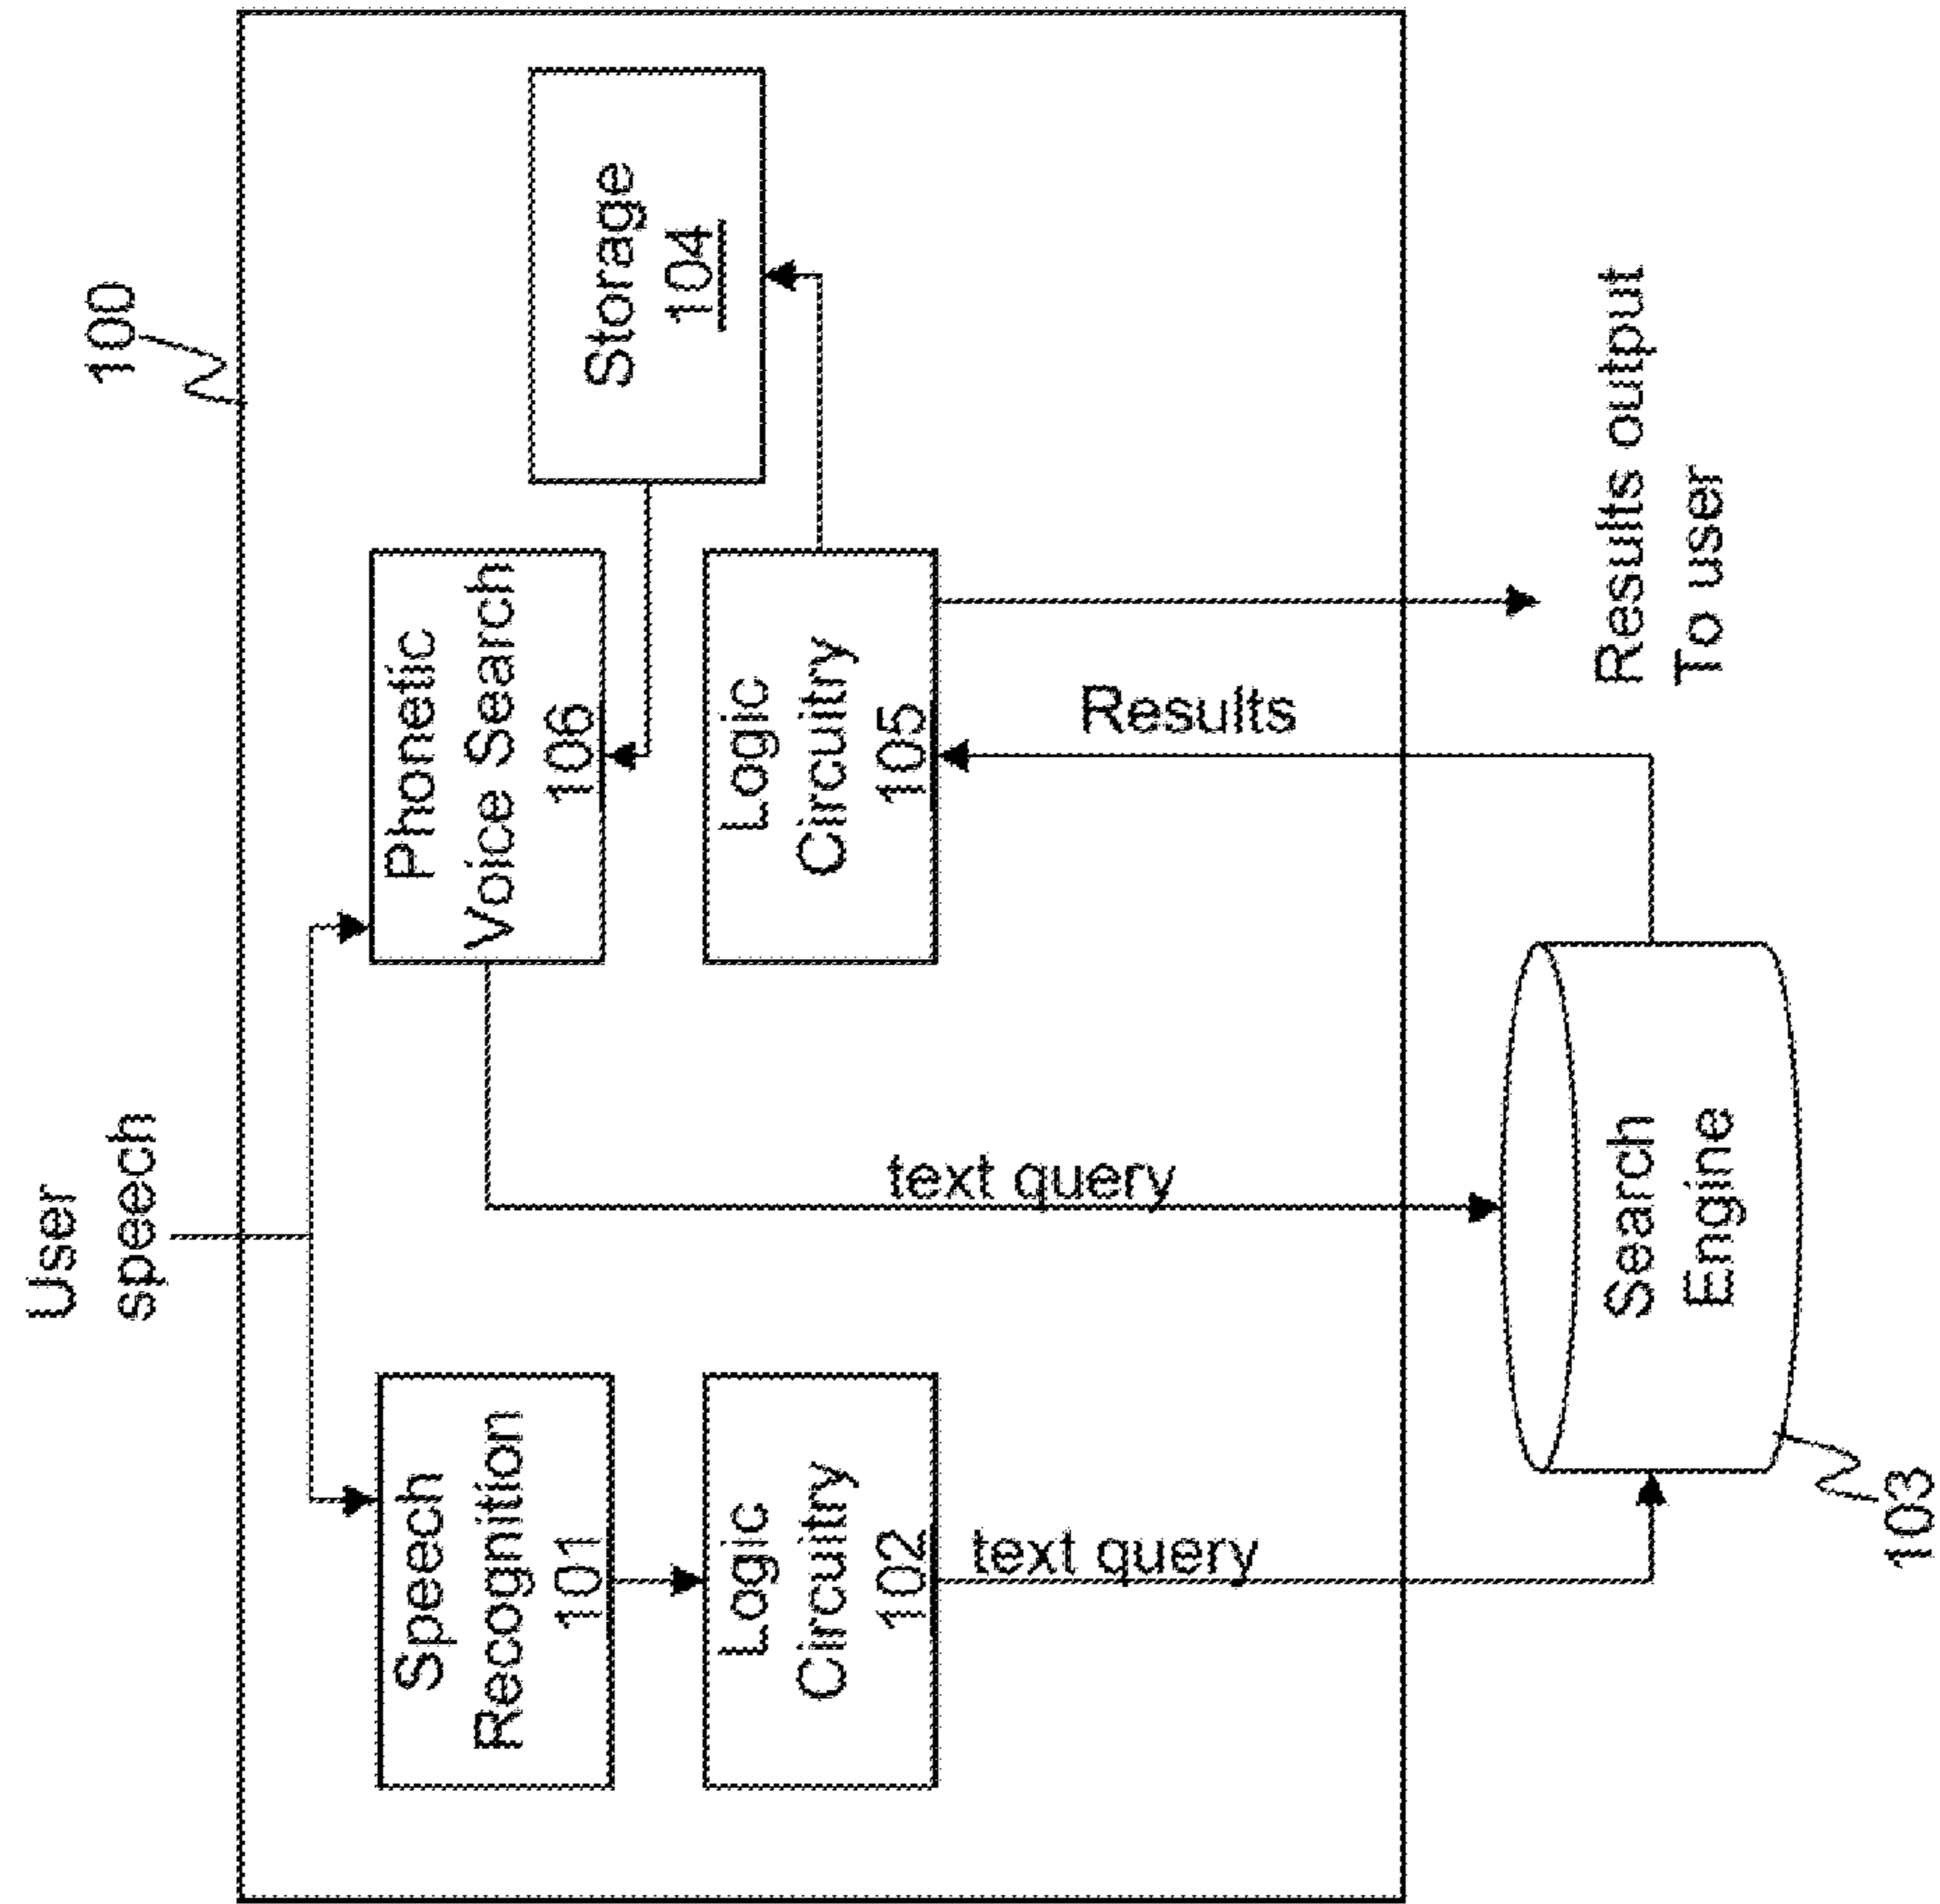 User
speech
100
Speech
Recognition
101
Phonetic
Voice Search
106
Storage
104
Logic
Circuitry
102
Logic
Circuitry
105
text query
text query
Results
Search
Engine
103
Results output
To user